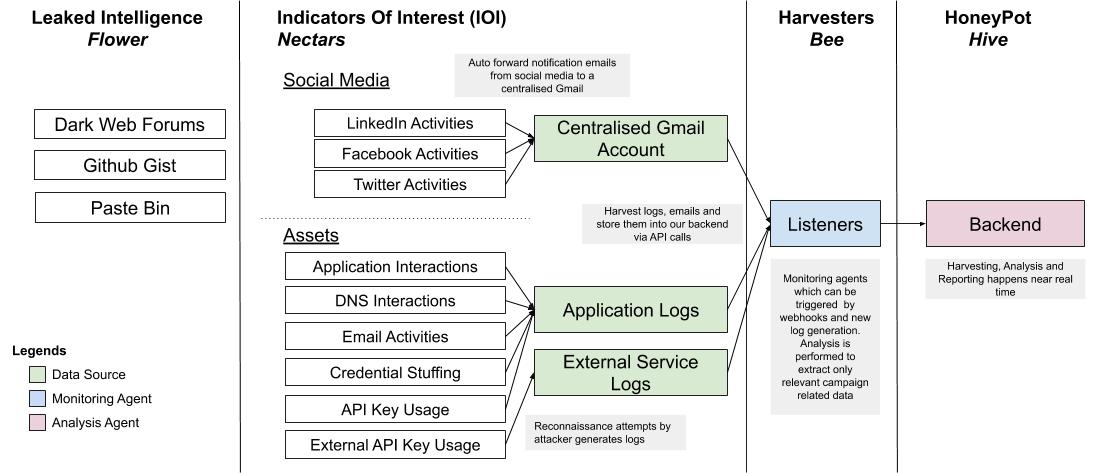 Leaked Intelligence
Flower
Indicators Of Interest (IOI)
Nectars
Harvesters
Bee
HoneyPot
Hive
Dark Web Forums
Github Gist
Paste Bin
Legends
Data Source
Monitoring Agent
Analysis Agent
Social Media
Auto forward notification emails
from social media to a
centralised Gmail
LinkedIn Activities
Facebook Activities
Twitter Activities
Centralised Gmail
Account
Harvest logs, emails and
store them into our backend
via API calls
Assets
Application Interactions
DNS Interactions
Email Activities
Credential Stuffing
API Key Usage
External API Key Usage
Application Logs
External Service
Logs
Reconnaissance attempts by
attacker generates logs
Listeners
Monitoring agents
which can be
triggered by
webhooks and new
log generation.
Analysis is
performed to
extract only
relevant campaign
related data
Backend
Harvesting, Analysis and
Reporting happens near real
time